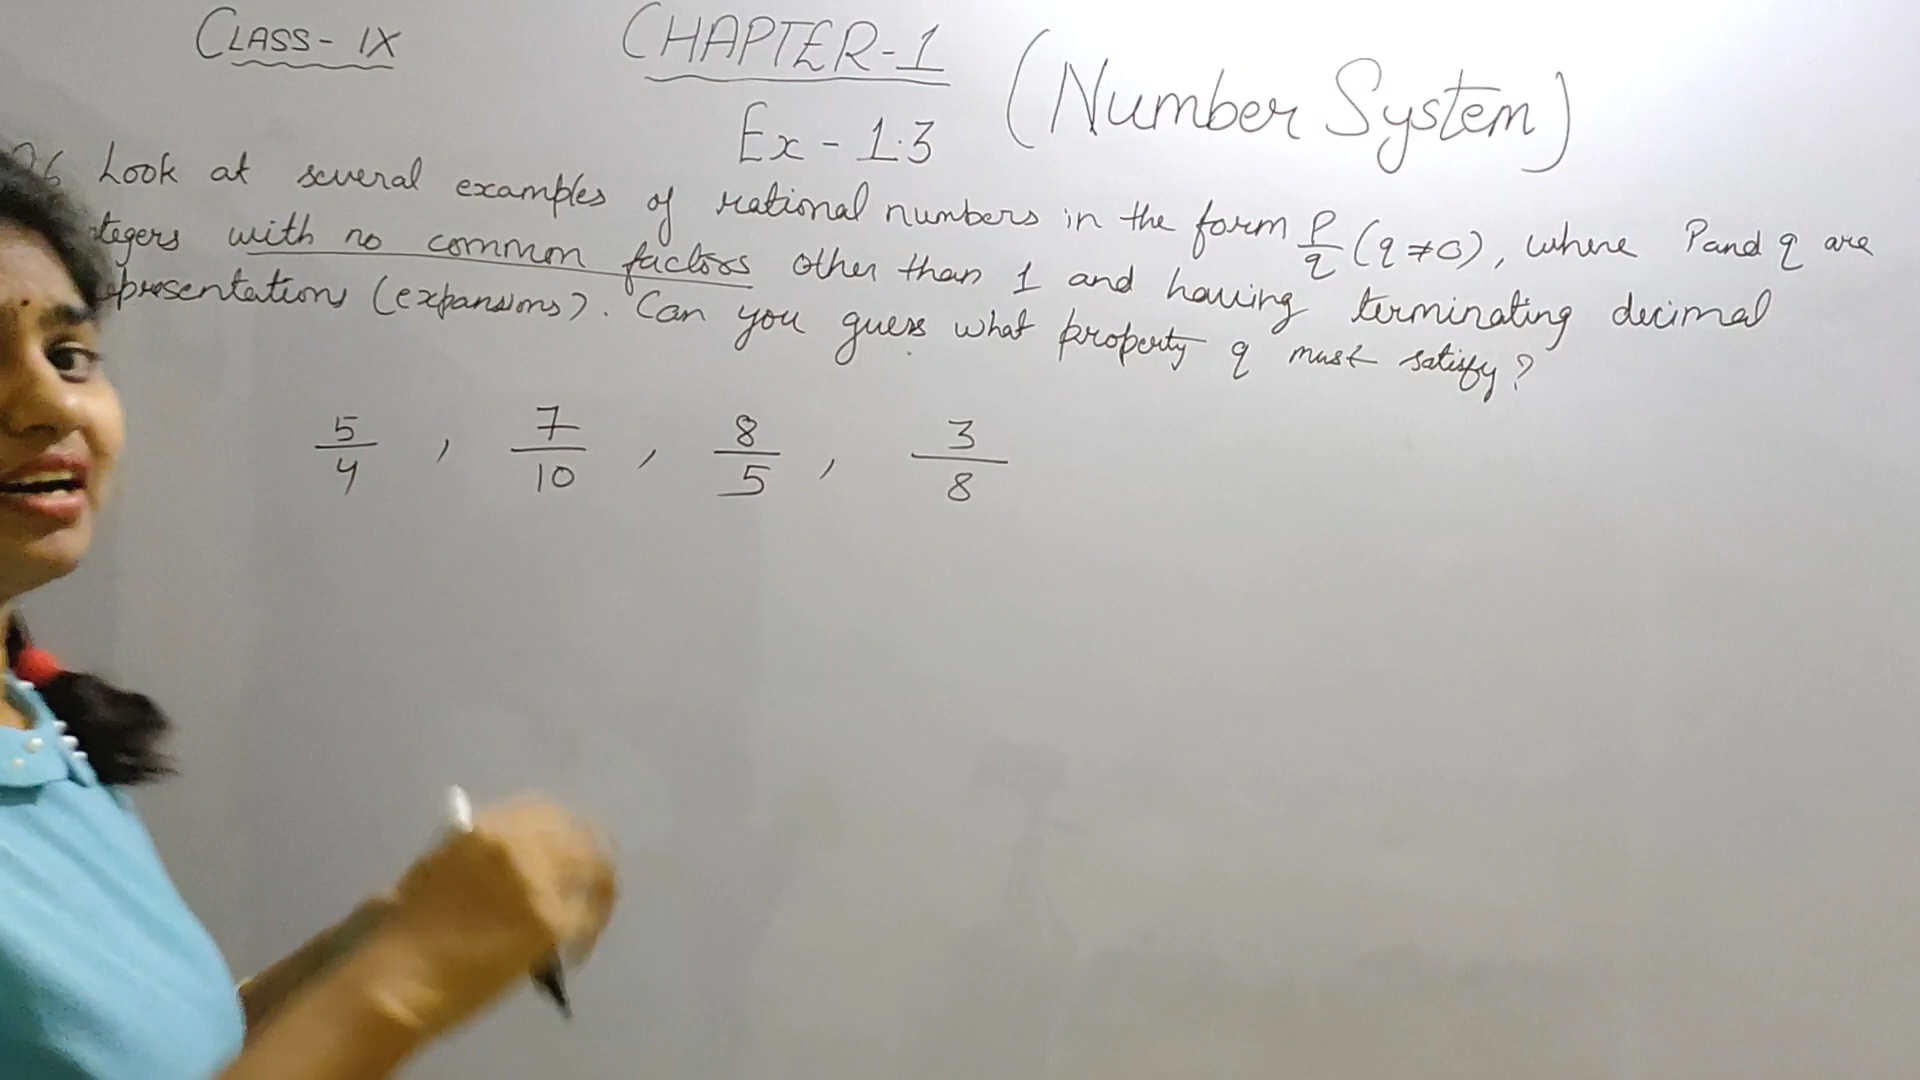 CLASS- IX
CHAPTER-1 (Number System)
Ex - 1.3
6 Look at several examples of rational numbers in the form P/q (q ≠ 0), where P and q are
tegers with no common factors other than 1 and having terminating decimal
presentations (expansions). Can you guess what property q must satisfy?
5/4 , 7/10 , 8/5 , 3/8